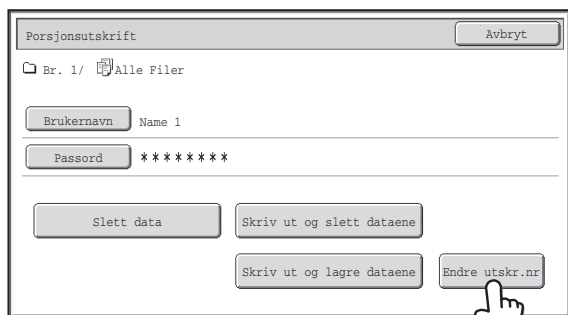 Porsjonsutskrift Avbryt
Br. 1/ Alle Filer
Brukernavn Name 1
Passord ********
Slett data Skriv ut og slett dataene
Skriv ut og lagre dataene Endre utskr.nr